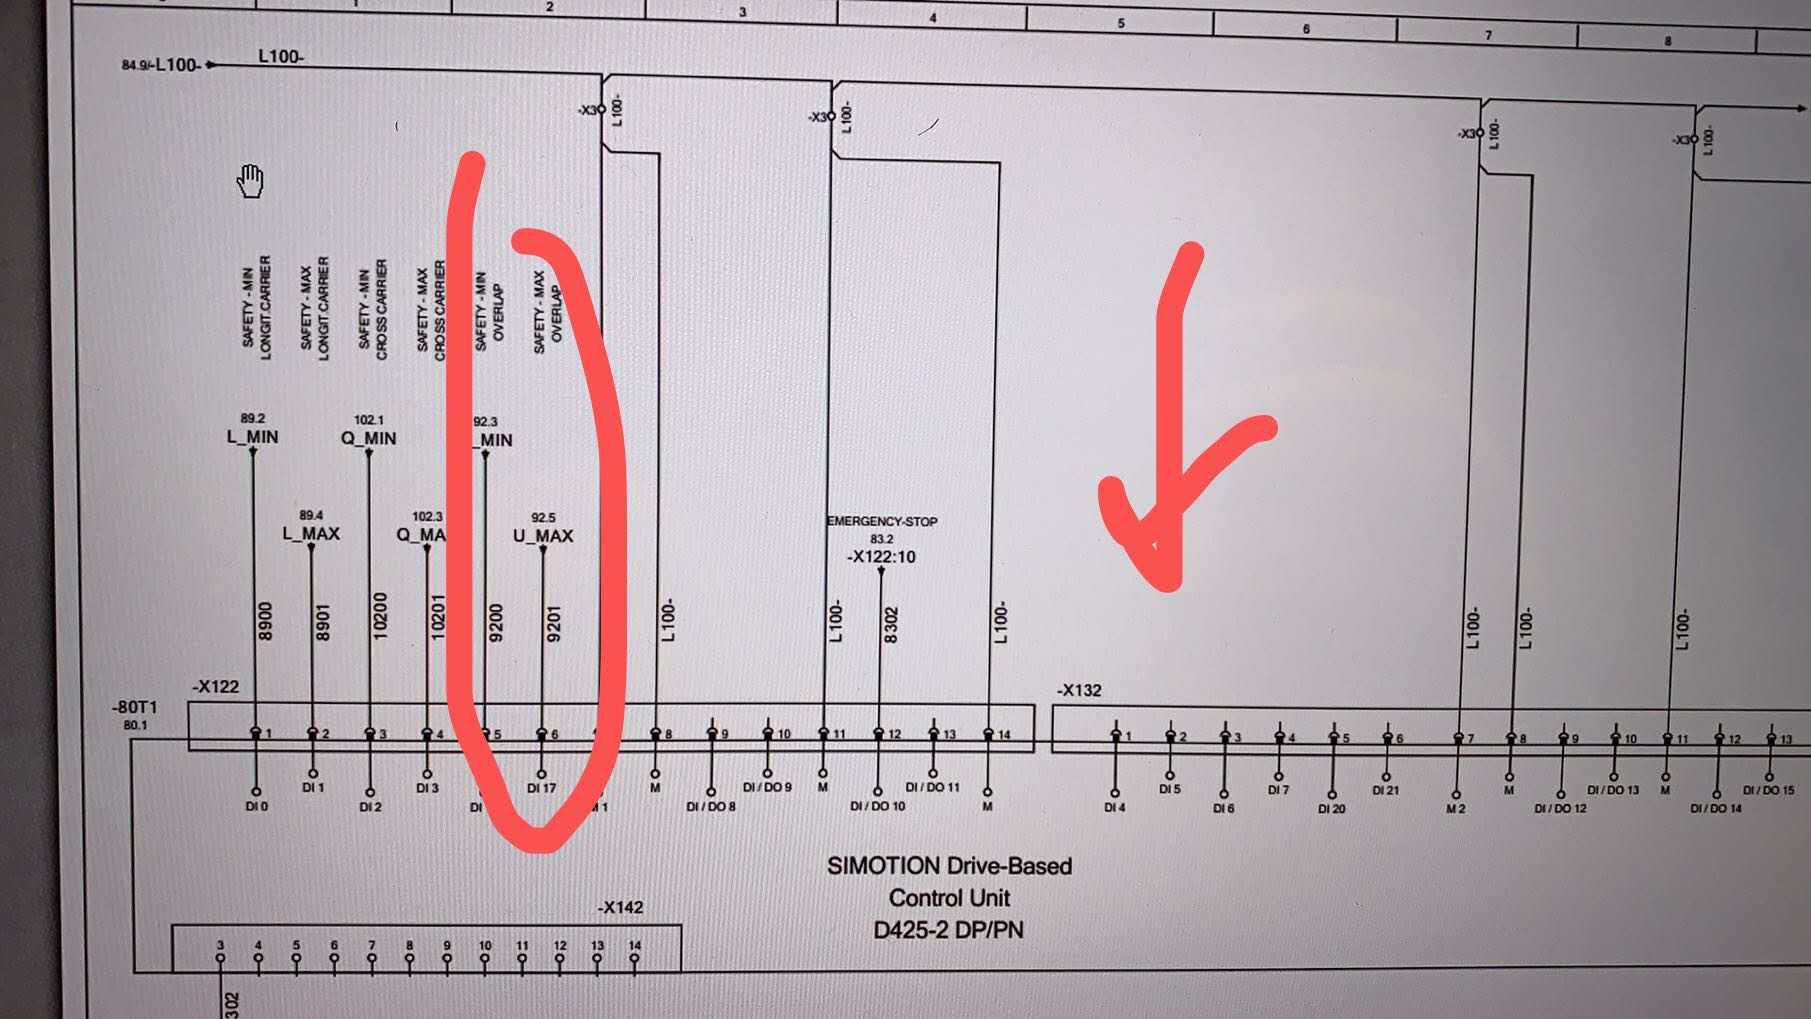 2
3
4
5
6
7
8
84.9/-L100-
L100-
-X3
L100-
-X3
L100-
-X3
L100-
-X3
L100-
SAFETY - MIN
LONGIT.CARRIER
SAFETY - MAX
LONGIT.CARRIER
SAFETY - MIN
CROSS CARRIER
SAFETY - MAX
CROSS CARRIER
SAFETY - MIN
OVERLAP
SAFETY - MAX
OVERLAP
89.2
L_MIN
102.1
Q_MIN
92.3
_MIN
89.4
L_MAX
102.3
Q_MA
92.5
U_MAX
EMERGENCY-STOP
83.2
-X122:10
8900
8901
10200
10201
9200
9201
L100-
L100-
8302
L100-
L100-
L100-
L100-
-X122
-X132
-80T1
80.1
1 2 3 4 5 6 8 9 10 11 12 13 14
1 2 3 4 5 6 7 8 9 10 11 12 13
DI 0 DI 1 DI 2 DI 3 DI DI 17 M 1 M DI / DO 8 DI / DO 9 M DI / DO 10 DI / DO 11 M
DI 4 DI 5 DI 6 DI 7 DI 20 DI 21 M 2 M DI / DO 12 DI / DO 13 M DI / DO 14 DI / DO 15
SIMOTION Drive-Based
Control Unit
D425-2 DP/PN
-X142
3 4 5 6 7 8 9 10 11 12 13 14
302